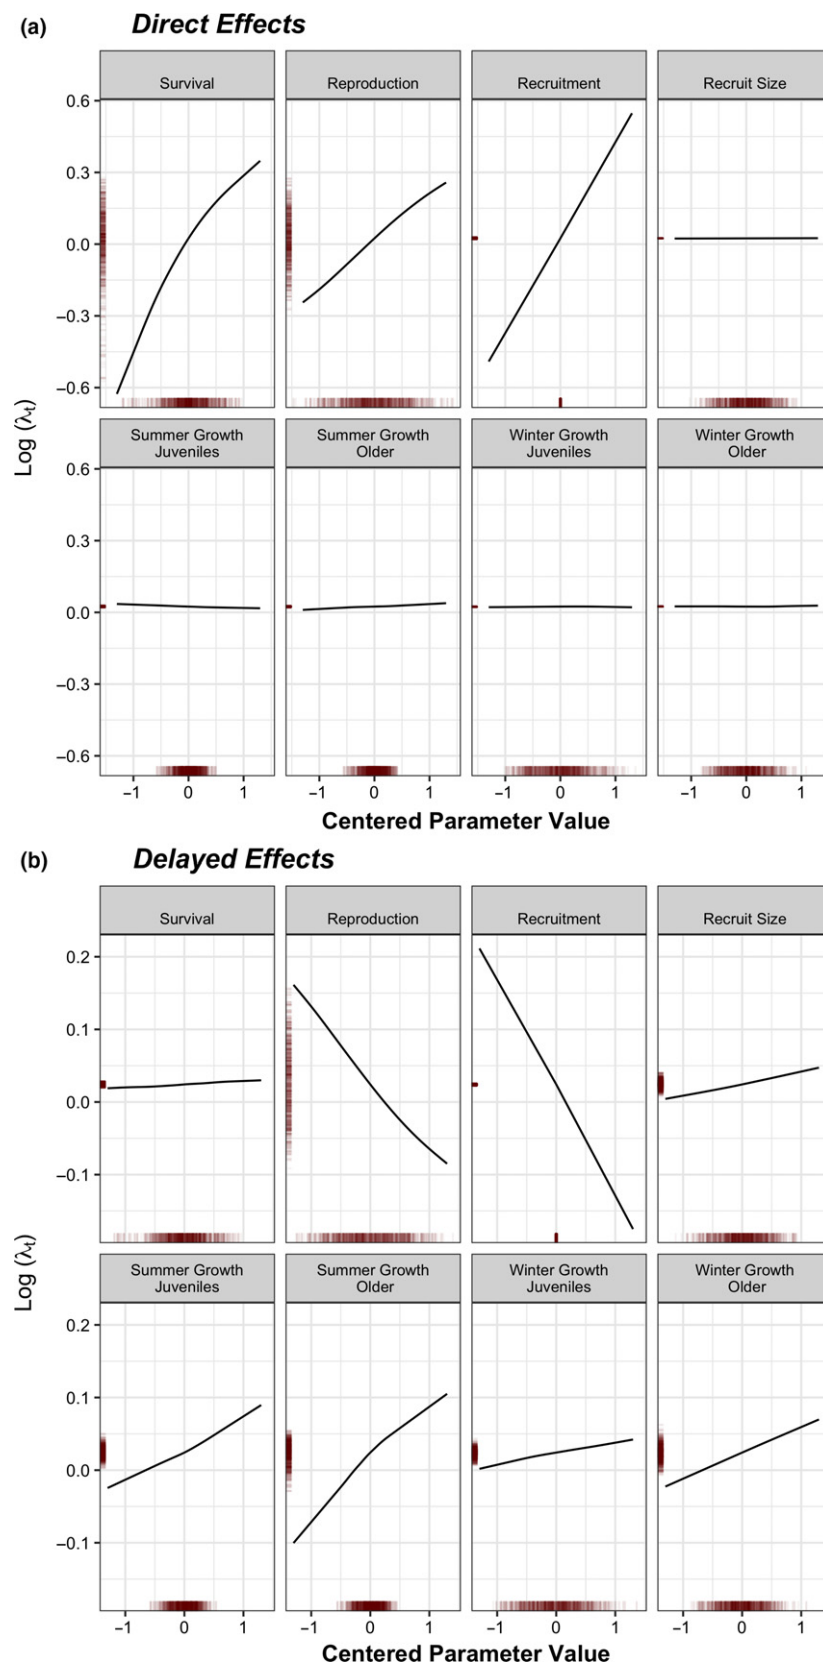 (a) Direct Effects
Survival Reproduction Recruitment Recruit Size
0.6
0.3
0.0
−0.3
−0.6
Summer Growth Summer Growth Winter Growth Winter Growth
Juveniles Older Juveniles Older
0.6
0.3
0.0
−0.3
−0.6
Log (λt)
−1 0 1 −1 0 1 −1 0 1 −1 0 1
Centered Parameter Value
(b) Delayed Effects
Survival Reproduction Recruitment Recruit Size
0.2
0.1
0.0
−0.1
Summer Growth Summer Growth Winter Growth Winter Growth
Juveniles Older Juveniles Older
0.2
0.1
0.0
−0.1
Log (λt)
−1 0 1 −1 0 1 −1 0 1 −1 0 1
Centered Parameter Value